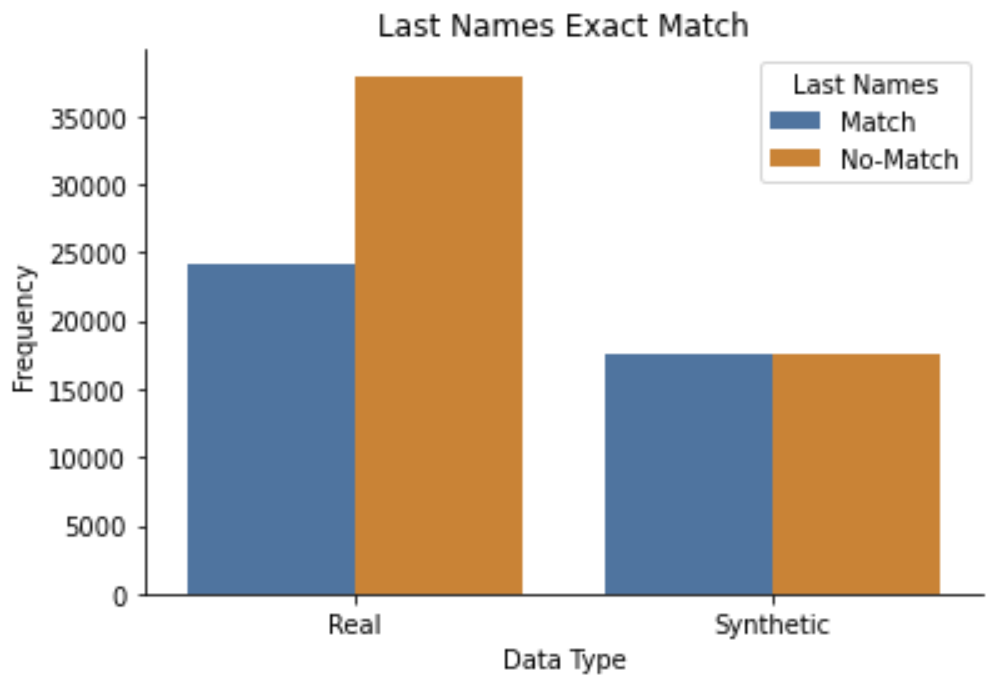 Last Names Exact Match
Last Names
Match
No-Match
35000
30000
25000
20000
15000
10000
5000
0
Frequency
Real
Synthetic
Data Type